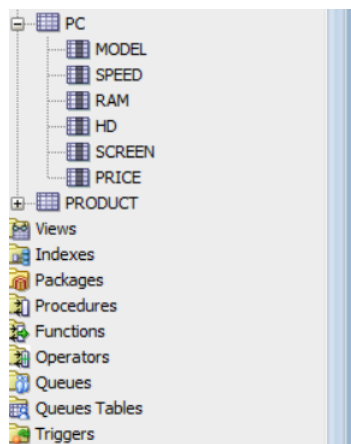 PC
MODEL
SPEED
RAM
HD
SCREEN
PRICE
PRODUCT
Views
Indexes
Packages
Procedures
Functions
Operators
Queues
Queues Tables
Triggers